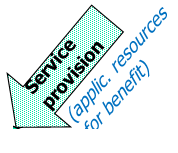 Service
provision
(applic. resources
for benefit)